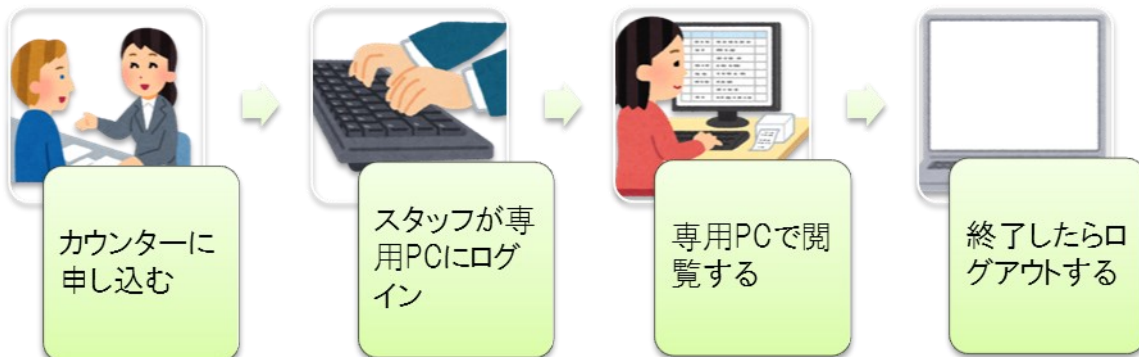 カウンターに
申し込む
スタッフが専
用PCにログ
イン
専用PCで閲
覧する
終了したらロ
グアウトする